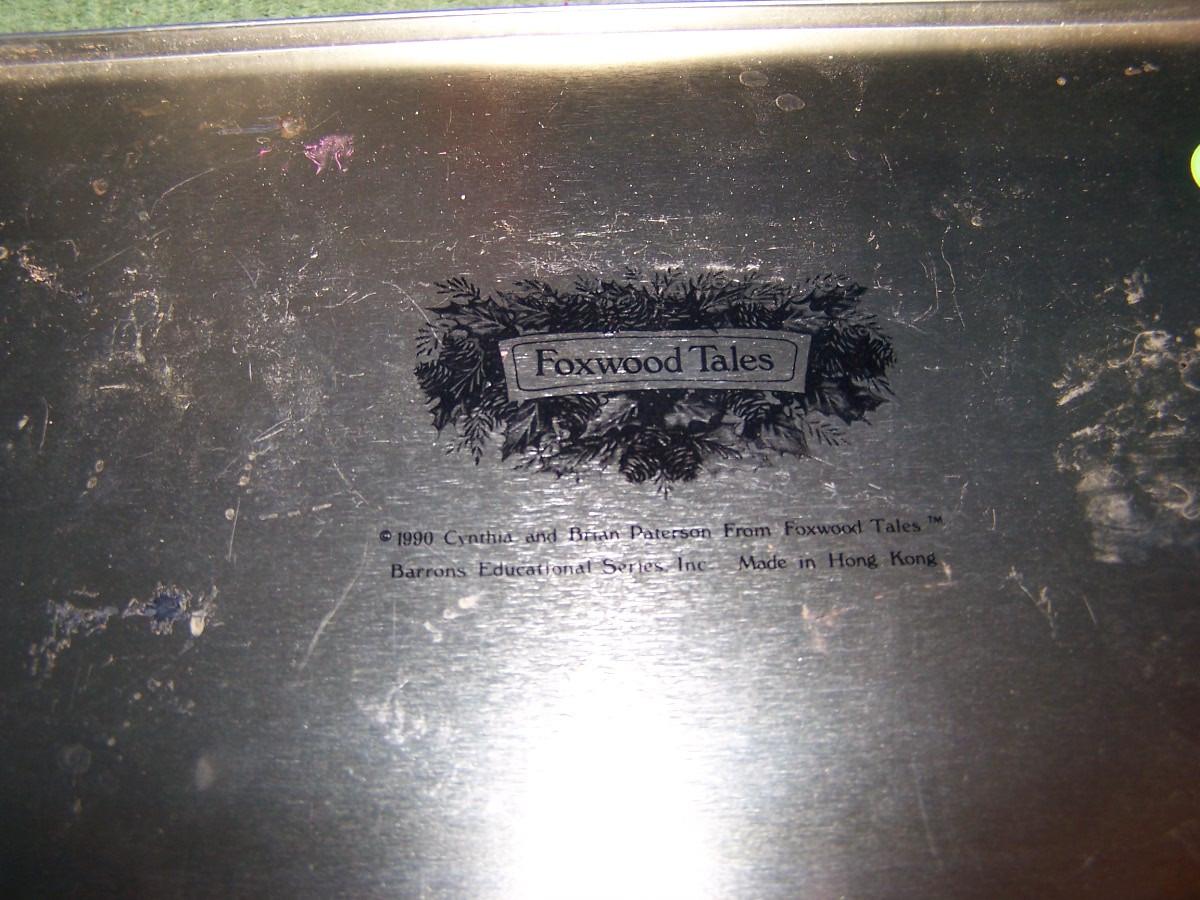 Foxwood Tales
© 1990 Cynthia and Brian Paterson From Foxwood Tales™
Barrons Educational Series, Inc Made in Hong Kong